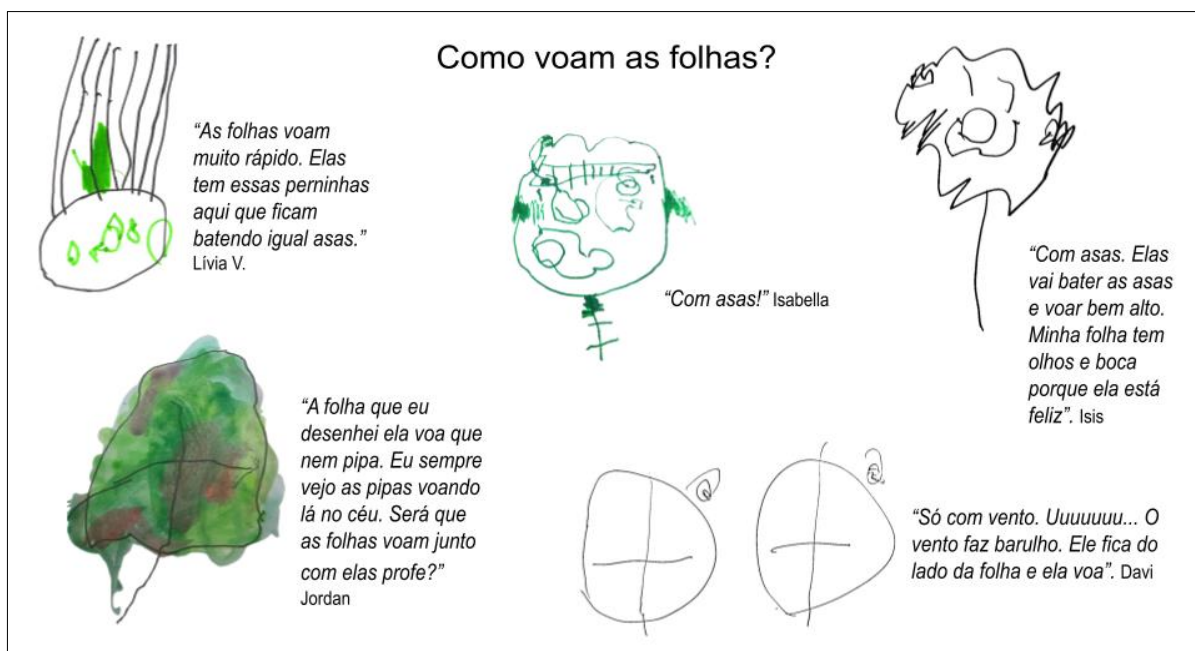 Como voam as folhas?
“As folhas voam
muito rápido. Elas
tem essas perninhas
aqui que ficam
batendo igual asas.”
Lívia V.
“Com asas!” Isabella
“Com asas. Elas
vai bater as asas
e voar bem alto.
Minha folha tem
olhos e boca
porque ela está
feliz”. Isis
“A folha que eu
desenhei ela voa que
nem pipa. Eu sempre
vejo as pipas voando
lá no céu. Será que
as folhas voam junto
com elas profe?”
Jordan
“Só com vento. Uuuuuuu... O
vento faz barulho. Ele fica do
lado da folha e ela voa”. Davi